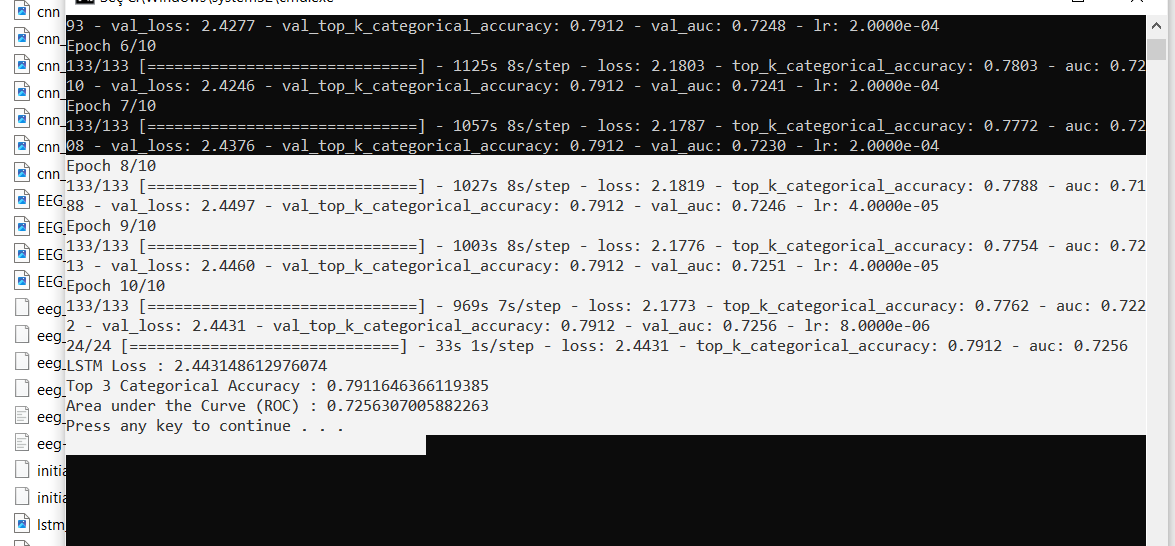 Seç C:\Windows\system32\cmd.exe
93 - val_loss: 2.4277 - val_top_k_categorical_accuracy: 0.7912 - val_auc: 0.7248 - lr: 2.0000e-04
Epoch 6/10
133/133 [==============================] - 1125s 8s/step - loss: 2.1803 - top_k_categorical_accuracy: 0.7803 - auc: 0.72
10 - val_loss: 2.4246 - val_top_k_categorical_accuracy: 0.7912 - val_auc: 0.7241 - lr: 2.0000e-04
Epoch 7/10
133/133 [==============================] - 1057s 8s/step - loss: 2.1787 - top_k_categorical_accuracy: 0.7772 - auc: 0.72
08 - val_loss: 2.4376 - val_top_k_categorical_accuracy: 0.7912 - val_auc: 0.7230 - lr: 2.0000e-04
Epoch 8/10
133/133 [==============================] - 1027s 8s/step - loss: 2.1819 - top_k_categorical_accuracy: 0.7788 - auc: 0.71
88 - val_loss: 2.4497 - val_top_k_categorical_accuracy: 0.7912 - val_auc: 0.7246 - lr: 4.0000e-05
Epoch 9/10
133/133 [==============================] - 1003s 8s/step - loss: 2.1776 - top_k_categorical_accuracy: 0.7754 - auc: 0.72
13 - val_loss: 2.4460 - val_top_k_categorical_accuracy: 0.7912 - val_auc: 0.7251 - lr: 4.0000e-05
Epoch 10/10
133/133 [==============================] - 969s 7s/step - loss: 2.1773 - top_k_categorical_accuracy: 0.7762 - auc: 0.722
2 - val_loss: 2.4431 - val_top_k_categorical_accuracy: 0.7912 - val_auc: 0.7256 - lr: 8.0000e-06
24/24 [==============================] - 33s 1s/step - loss: 2.4431 - top_k_categorical_accuracy: 0.7912 - auc: 0.7256
LSTM Loss : 2.443148612976074
Top 3 Categorical Accuracy : 0.7911646366119385
Area under the Curve (ROC) : 0.7256307005882263
Press any key to continue . . .
cnn
cnn_
cnn_
cnn_
cnn_
cnn_
cnn_
EEG_
EEG_
EEG_
EEG_
eeg_
eeg_
eeg_
eeg_
eeg_
eeg-
initia
initia
lstm_